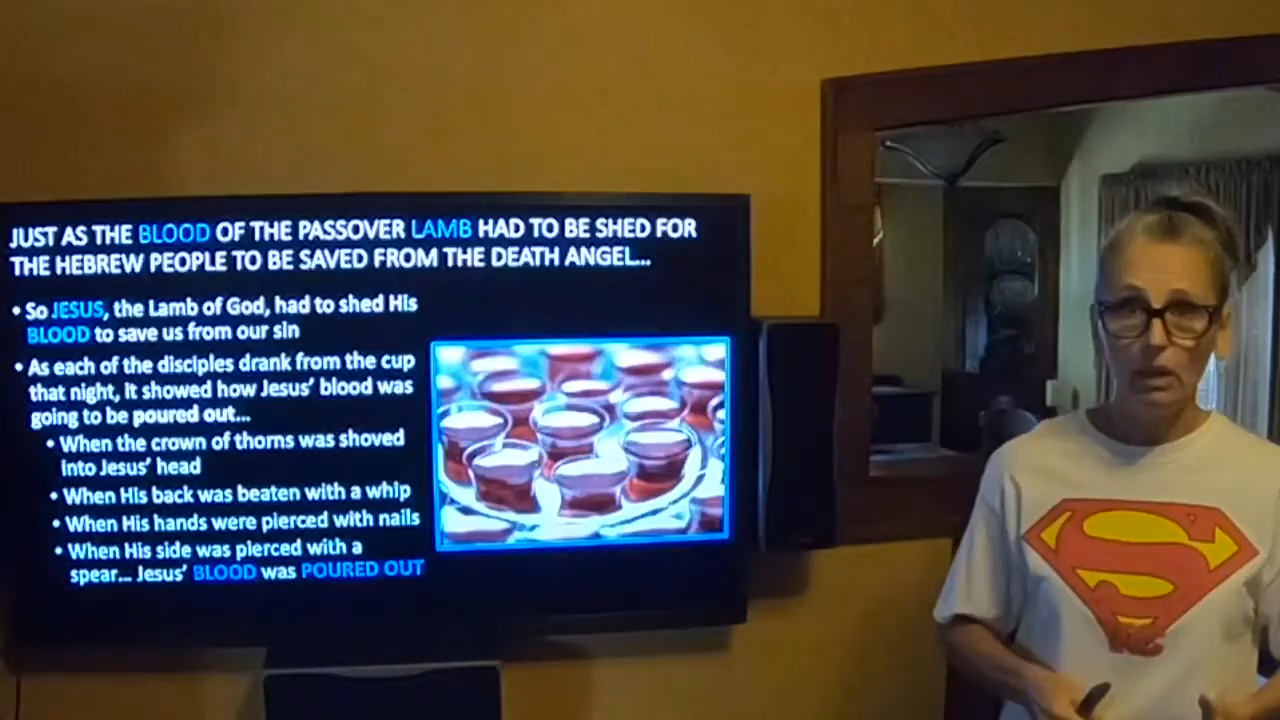 JUST AS THE BLOOD OF THE PASSOVER LAMB HAD TO BE SHED FOR
THE HEBREW PEOPLE TO BE SAVED FROM THE DEATH ANGEL...
• So JESUS, the Lamb of God, had to shed His
BLOOD to save us from our sin
• As each of the disciples drank from the cup
that night, it showed how Jesus’ blood was
going to be poured out...
• When the crown of thorns was shoved
into Jesus’ head
• When His back was beaten with a whip
• When His hands were pierced with nails
• When His side was pierced with a
spear... Jesus’ BLOOD was POURED OUT
S